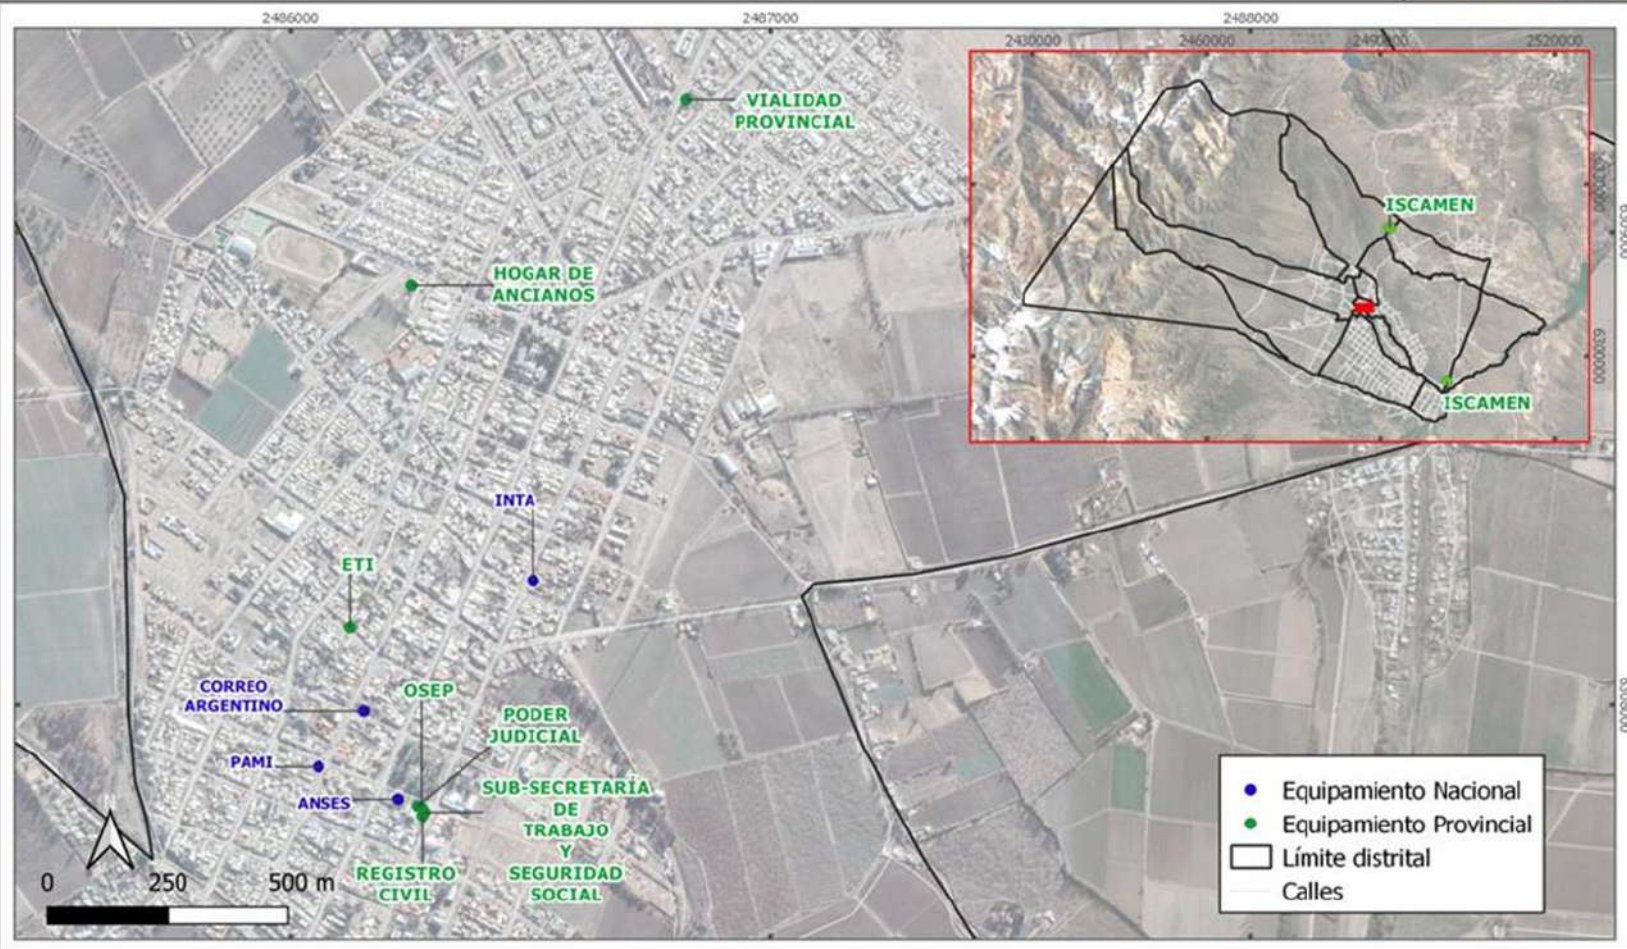 2486000
2487000
2488000
2430000
2460000
2490000
2520000
VIALIDAD
PROVINCIAL
ISCAMEN
HOGAR DE
ANCIANOS
6300000
ISCAMEN
INTA
ETI
CORREO
ARGENTINO
OSEP
PODER
JUDICIAL
PAMI
ANSES
SUB-SECRETARÍA
DE
TRABAJO
Y
SEGURIDAD
SOCIAL
REGISTRO
CIVIL
0 250 500 m
Equipamiento Nacional
Equipamiento Provincial
Límite distrital
Calles